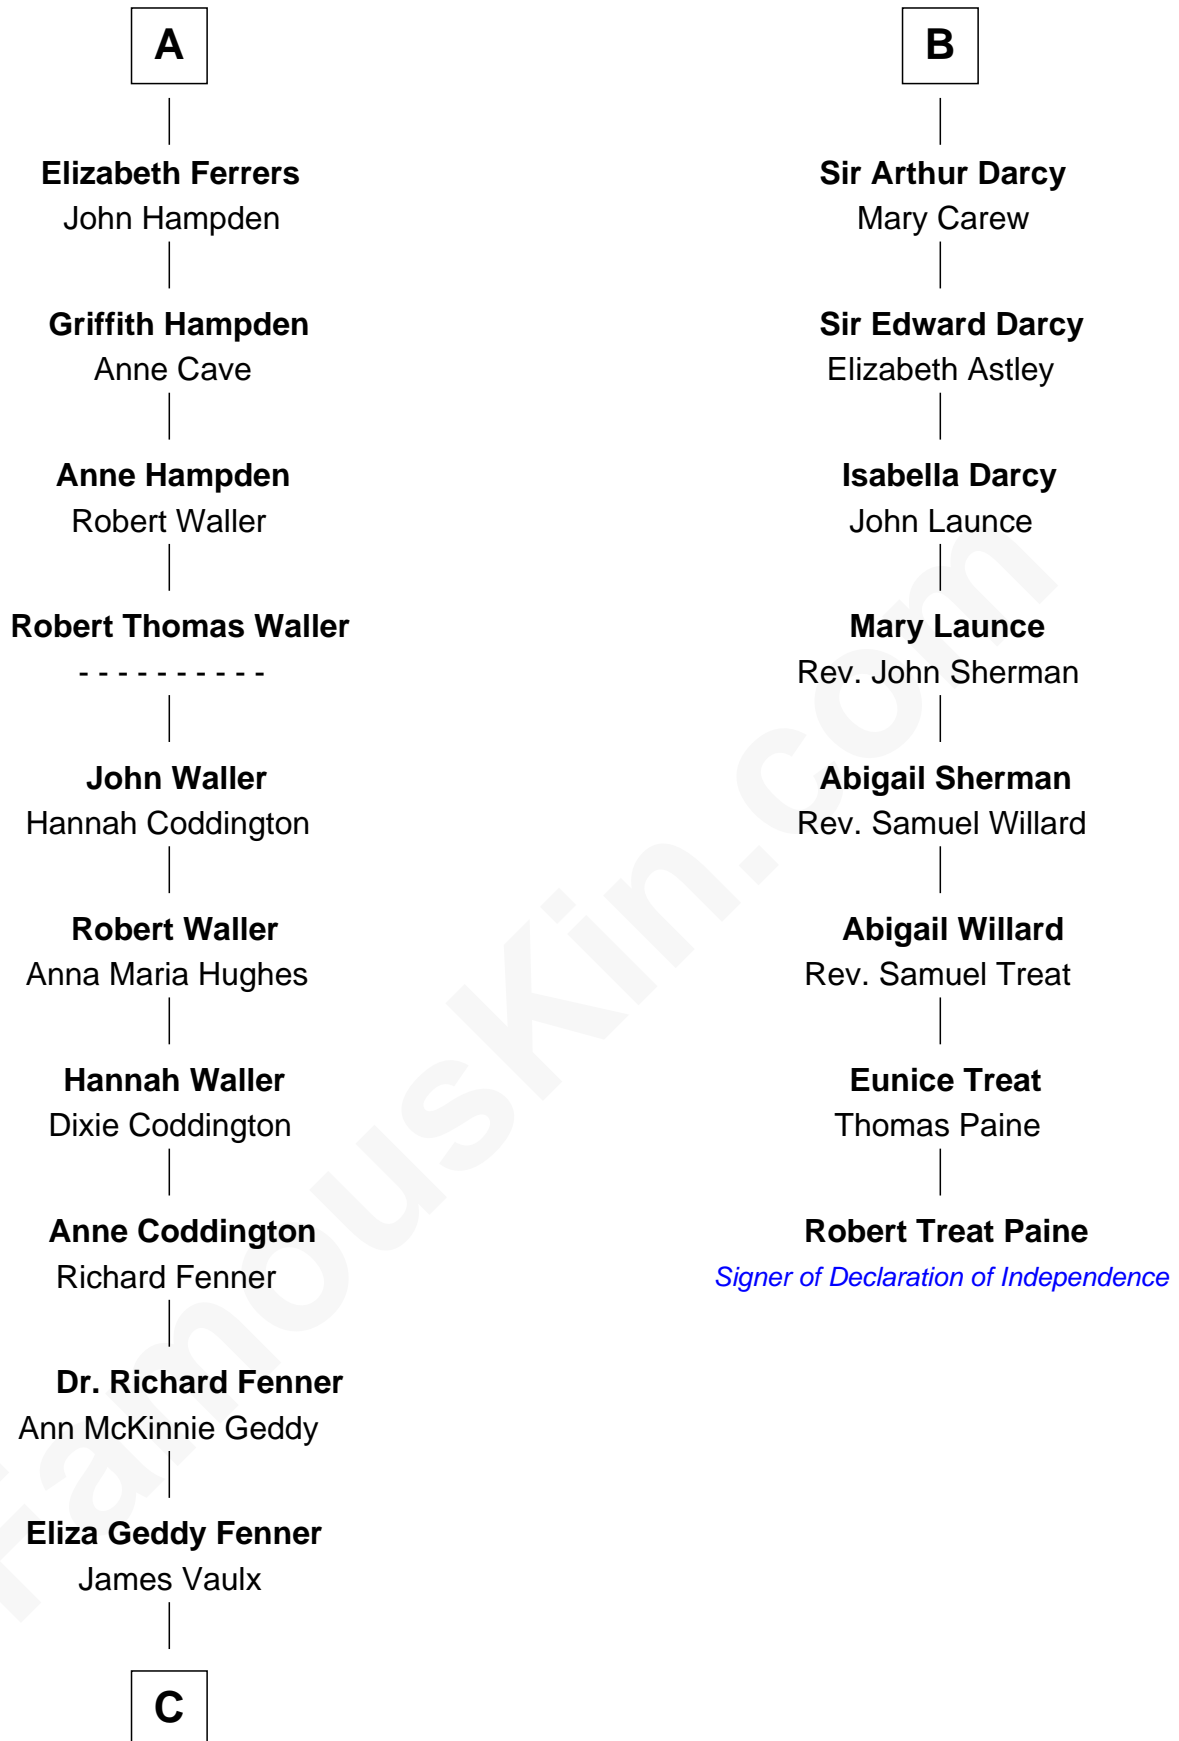 A
Elizabeth Ferrers
John Hampden
Griffith Hampden
Anne Cave
Anne Hampden
Robert Waller
Robert Thomas Waller
- - - - - - - - - -
John Waller
Hannah Coddington
Robert Waller
Anna Maria Hughes
Hannah Waller
Dixie Coddington
Anne Coddington
Richard Fenner
Dr. Richard Fenner
Ann McKinnie Geddy
Eliza Geddy Fenner
James Vaulx
C
B
Sir Arthur Darcy
Mary Carew
Sir Edward Darcy
Elizabeth Astley
Isabella Darcy
John Launce
Mary Launce
Rev. John Sherman
Abigail Sherman
Rev. Samuel Willard
Abigail Willard
Rev. Samuel Treat
Eunice Treat
Thomas Paine
Robert Treat Paine
Signer of Declaration of Independence
FamousKin.com